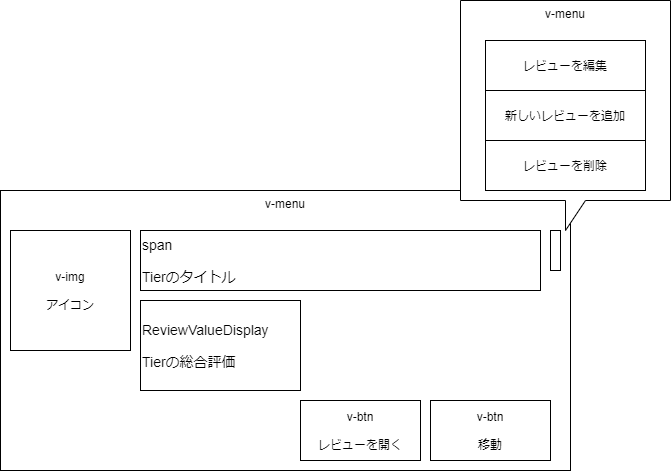 v-menu
レビューを編集
新しいレビューを追加
レビューを削除
v-menu
v-img
アイコン
span
Tierのタイトル
ReviewValueDisplay
Tierの総合評価
v-btn
レビューを開く
v-btn
移動